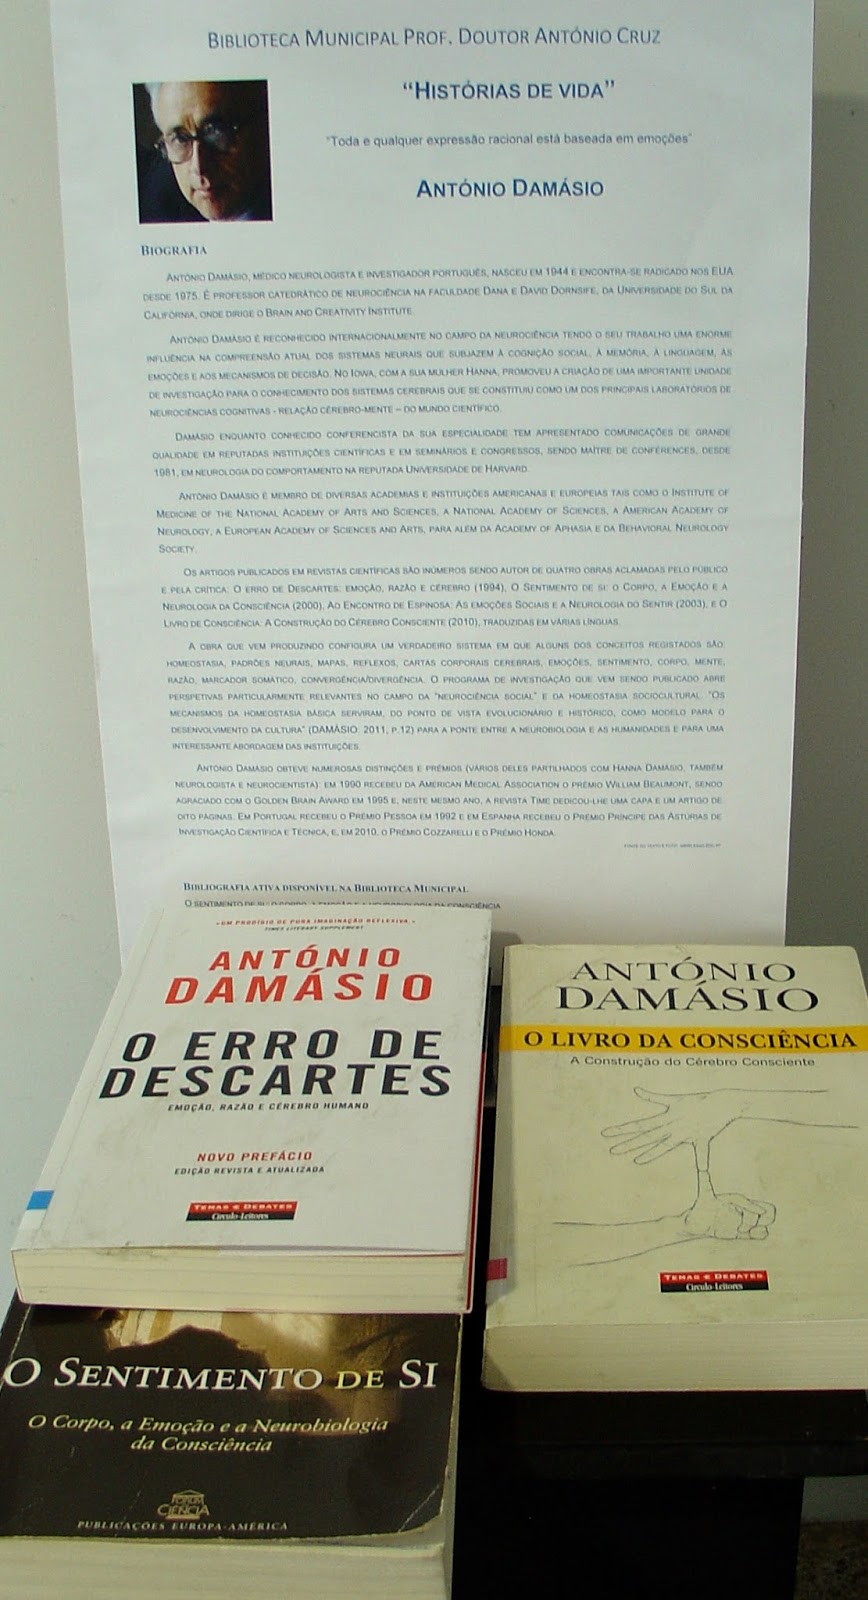 BIBLIOTECA MUNICIPAL PROF. DOUTOR ANTÓNIO CRUZ
“HISTÓRIAS DE VIDA”
“Toda e qualquer expressão racional está baseada em emoções”
ANTÓNIO DAMÁSIO
BIOGRAFIA
ANTÓNIO DAMÁSIO, MÉDICO NEUROLOGISTA E INVESTIGADOR PORTUGUÊS, NASCEU EM 1944 E ENCONTRA-SE RADICADO NOS EUA
DESDE 1975. É PROFESSOR CATEDRÁTICO DE NEUROCIÊNCIA NA FACULDADE DANA E DAVID DORNSIFE, DA UNIVERSIDADE DO SUL DA
CALIFÓRNIA, ONDE DIRIGE O BRAIN AND CREATIVITY INSTITUTE.
ANTÓNIO DAMÁSIO É RECONHECIDO INTERNACIONALMENTE NO CAMPO DA NEUROCIÊNCIA TENDO O SEU TRABALHO UMA ENORME
INFLUÊNCIA NA COMPREENSÃO ATUAL DOS SISTEMAS NEURAIS QUE SUBJAZEM À COGNIÇÃO SOCIAL, À MEMÓRIA, À LINGUAGEM, ÀS
EMOÇÕES E AOS MECANISMOS DE DECISÃO. NO IOWA, COM A SUA MULHER HANNA, PROMOVEU A CRIAÇÃO DE UMA IMPORTANTE UNIDADE
DE INVESTIGAÇÃO PARA O CONHECIMENTO DOS SISTEMAS CEREBRAIS QUE SE CONSTITUIU COMO UM DOS PRINCIPAIS LABORATÓRIOS DE
NEUROCIÊNCIAS COGNITIVAS - RELAÇÃO CÉREBRO-MENTE – DO MUNDO CIENTÍFICO.
DAMÁSIO ENQUANTO CONHECIDO CONFERENCISTA DA SUA ESPECIALIDADE TEM APRESENTADO COMUNICAÇÕES DE GRANDE
QUALIDADE EM REPUTADAS INSTITUIÇÕES CIENTÍFICAS E EM SEMINÁRIOS E CONGRESSOS, SENDO MAÎTRE DE CONFÉRENCES, DESDE
1981, EM NEUROLOGIA DO COMPORTAMENTO NA REPUTADA UNIVERSIDADE DE HARVARD.
ANTÓNIO DAMÁSIO É MEMBRO DE DIVERSAS ACADEMIAS E INSTITUIÇÕES AMERICANAS E EUROPEIAS TAIS COMO O INSTITUTE OF
MEDICINE OF THE NATIONAL ACADEMY OF ARTS AND SCIENCES, A NATIONAL ACADEMY OF SCIENCES, A AMERICAN ACADEMY OF
NEUROLOGY, A EUROPEAN ACADEMY OF SCIENCES AND ARTS, PARA ALÉM DA ACADEMY OF APHASIA E DA BEHAVIORAL NEUROLOGY
SOCIETY.
OS ARTIGOS PUBLICADOS EM REVISTAS CIENTÍFICAS SÃO INÚMEROS SENDO AUTOR DE QUATRO OBRAS ACLAMADAS PELO PÚBLICO
E PELA CRÍTICA: O ERRO DE DESCARTES: EMOÇÃO, RAZÃO E CÉREBRO (1994), O SENTIMENTO DE SI: O CORPO, A EMOÇÃO E A
NEUROLOGIA DA CONSCIÊNCIA (2000), AO ENCONTRO DE ESPINOSA: AS EMOÇÕES SOCIAIS E A NEUROLOGIA DO SENTIR (2003), E O
LIVRO DE CONSCIÊNCIA: A CONSTRUÇÃO DO CÉREBRO CONSCIENTE (2010), TRADUZIDAS EM VÁRIAS LÍNGUAS.
A OBRA QUE VEM PRODUZINDO CONFIGURA UM VERDADEIRO SISTEMA EM QUE ALGUNS DOS CONCEITOS REGISTADOS SÃO:
HOMEOSTASIA, PADRÕES NEURAIS, MAPAS, REFLEXOS, CARTAS CORPORAIS CEREBRAIS, EMOÇÕES, SENTIMENTO, CORPO, MENTE,
RAZÃO, MARCADOR SOMÁTICO, CONVERGÊNCIA/DIVERGÊNCIA. O PROGRAMA DE INVESTIGAÇÃO QUE VEM SENDO PUBLICADO ABRE
PERSPETIVAS PARTICULARMENTE RELEVANTES NO CAMPO DA "NEUROCIÊNCIA SOCIAL" E DA HOMEOSTASIA SOCIOCULTURAL. "OS
MECANISMOS DA HOMEOSTASIA BÁSICA SERVIRAM, DO PONTO DE VISTA EVOLUCIONÁRIO E HISTÓRICO, COMO MODELO PARA O
DESENVOLVIMENTO DA CULTURA" (DAMÁSIO: 2011, P.12) PARA A PONTE ENTRE A NEUROBIOLOGIA E AS HUMANIDADES E PARA UMA
INTERESSANTE ABORDAGEM DAS INSTITUIÇÕES.
ANTÓNIO DAMÁSIO OBTEVE NUMEROSAS DISTINÇÕES E PRÉMIOS (VÁRIOS DELES PARTILHADOS COM HANNA DAMÁSIO, TAMBÉM
NEUROLOGISTA E NEUROCIENTISTA): EM 1990 RECEBEU DA AMERICAN MEDICAL ASSOCIATION O PRÉMIO WILLIAM BEAUMONT, SENDO
AGRACIADO COM O GOLDEN BRAIN AWARD EM 1995 E, NESTE MESMO ANO, A REVISTA TIME DEDICOU-LHE UMA CAPA E UM ARTIGO DE
OITO PÁGINAS. EM PORTUGAL RECEBEU O PRÉMIO PESSOA EM 1992 E EM ESPANHA RECEBEU O PRÉMIO PRÍNCIPE DAS ASTÚRIAS DE
INVESTIGAÇÃO CIENTÍFICA E TÉCNICA, E, EM 2010, O PRÉMIO COZZARELLI E O PRÉMIO HONDA.
BIBLIOGRAFIA ATIVA DISPONÍVEL NA BIBLIOTECA MUNICIPAL
O SENTIMENTO DE SI: O CORPO, A EMOÇÃO E A NEUROBIOLOGIA DA CONSCIÊNCIA
«UM PRODÍGIO DE PURA IMAGINAÇÃO REFLEXIVA.»
TIMES LITERARY SUPPLEMENT
ANTÓNIO
DAMÁSIO
O ERRO DE
DESCARTES
EMOÇÃO, RAZÃO E CÉREBRO HUMANO
NOVO PREFÁCIO
EDIÇÃO REVISTA E ATUALIZADA
TEMAS E DEBATES
Círculo-Leitores
ANTÓNIO
DAMÁSIO
O LIVRO DA CONSCIÊNCIA
A Construção do Cérebro Consciente
TEMAS E DEBATES
Círculo-Leitores
O SENTIMENTO DE SI
O Corpo, a Emoção e a Neurobiologia
da Consciência
FORUM
DA
CIÊNCIA
PUBLICAÇÕES EUROPA-AMÉRICA